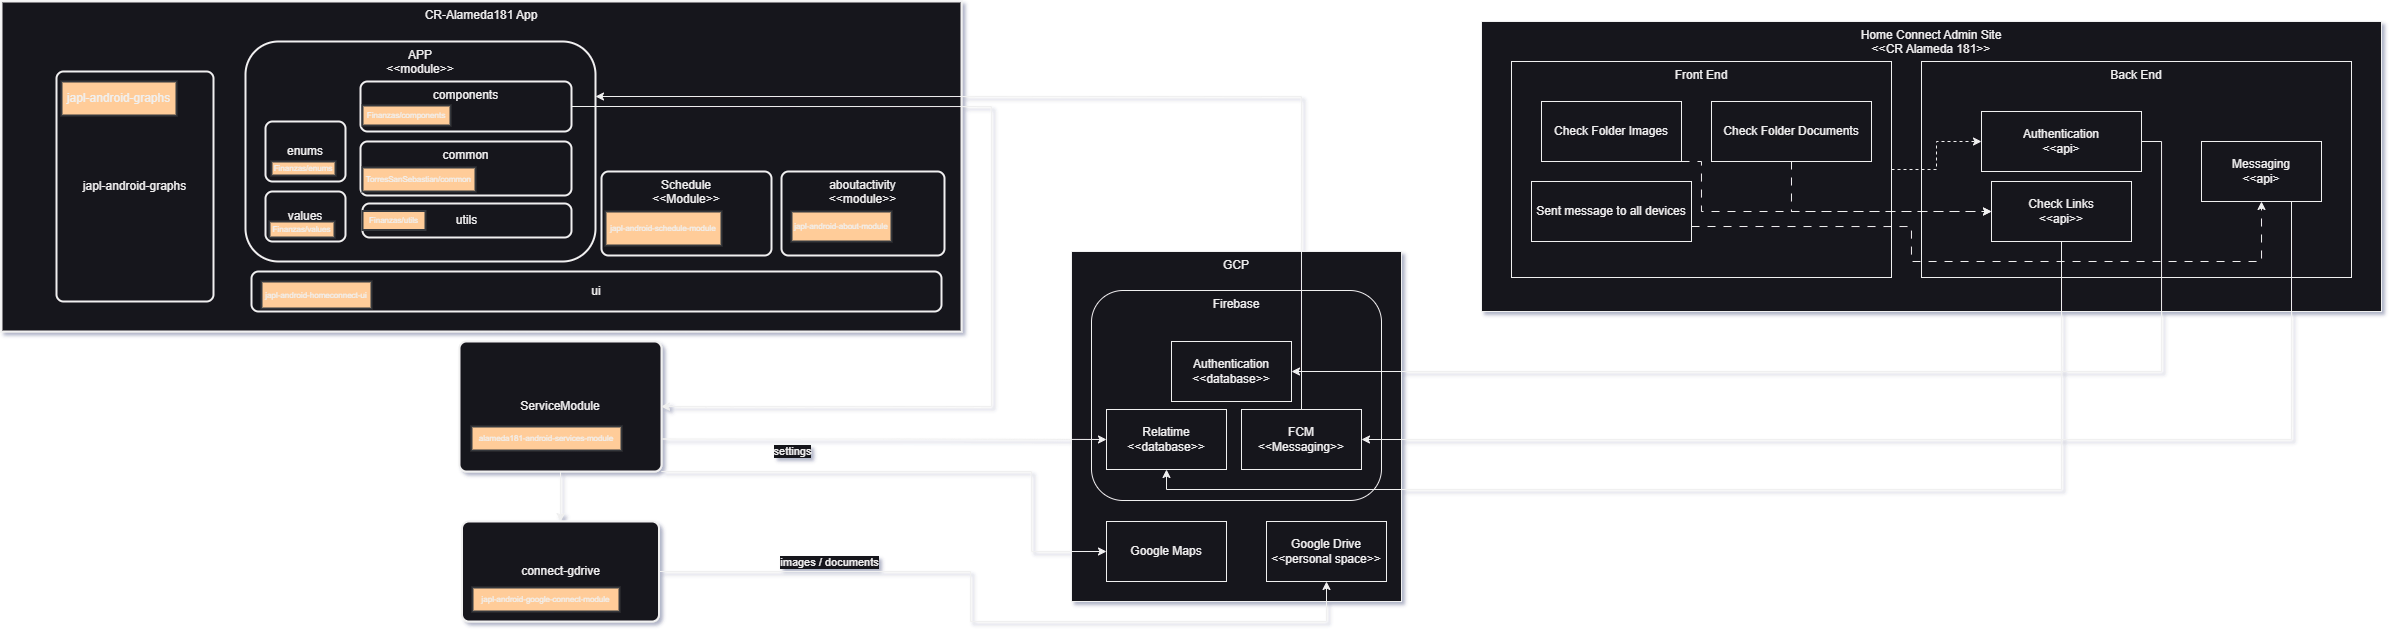 CR-Alameda181 App
japl-android-graphs
japl-android-graphs
APP
<<module>>
components
Finanzas/components
enums
Finanzas/enums
common
TorresSanSebastian/common
values
Finanzas/values
Finanzas/utils
utils
Schedule
<<Module>>
japl-android-schedule-module
aboutactivity
<<module>>
japl-android-about-module
japl-android-homeconnect-ui
ui
ServiceModule
alameda181-android-services-module
settings
connect-gdrive
japl-android-google-connect-module
images / documents
GCP
Firebase
Authentication
<<database>>
Relatime
<<database>>
FCM
<<Messaging>>
Google Maps
Google Drive
<<personal space>>
Home Connect Admin Site
<<CR Alameda 181>>
Front End
Check Folder Images
Check Folder Documents
Sent message to all devices
Back End
Authentication
<<api>
Messaging
<<api>
Check Links
<<api>>